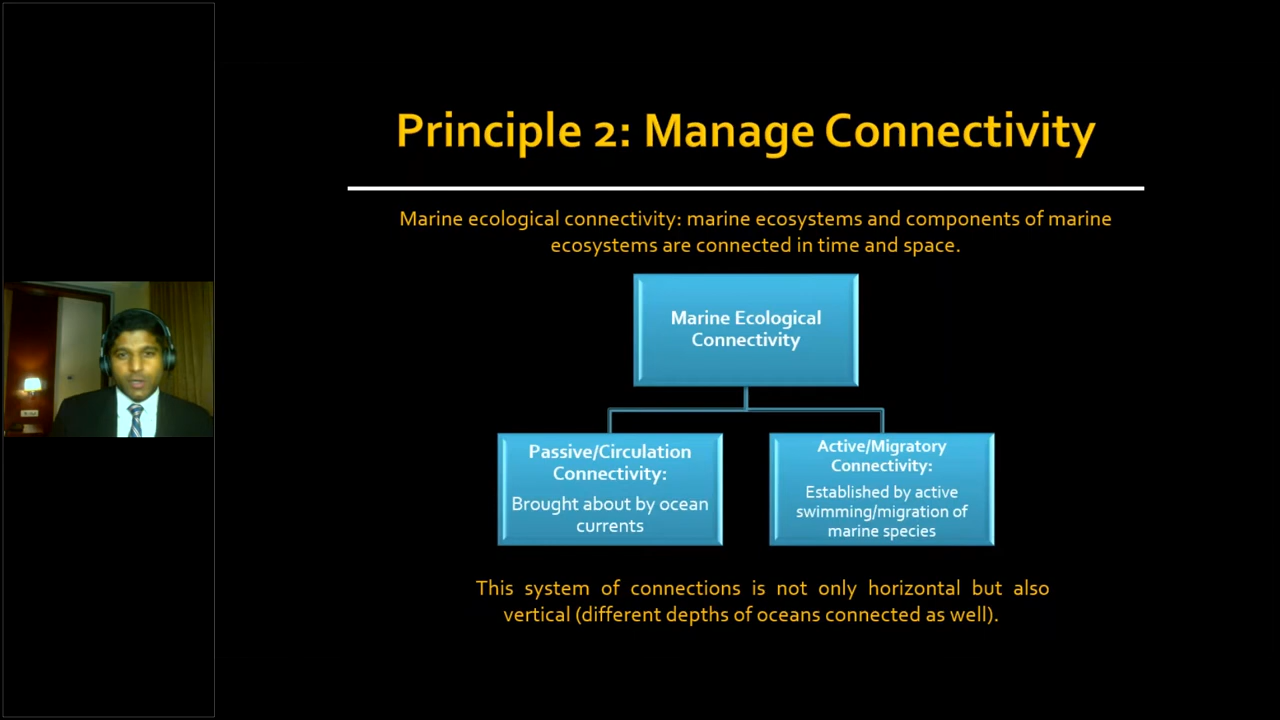 Principle 2: Manage Connectivity
Marine ecological connectivity: marine ecosystems and components of marine
ecosystems are connected in time and space.
Marine Ecological
Connectivity
Passive/Circulation
Connectivity:
Brought about by ocean
currents
Active/Migratory
Connectivity:
Established by active
swimming/migration of
marine species
This system of connections is not only horizontal but also
vertical (different depths of oceans connected as well).